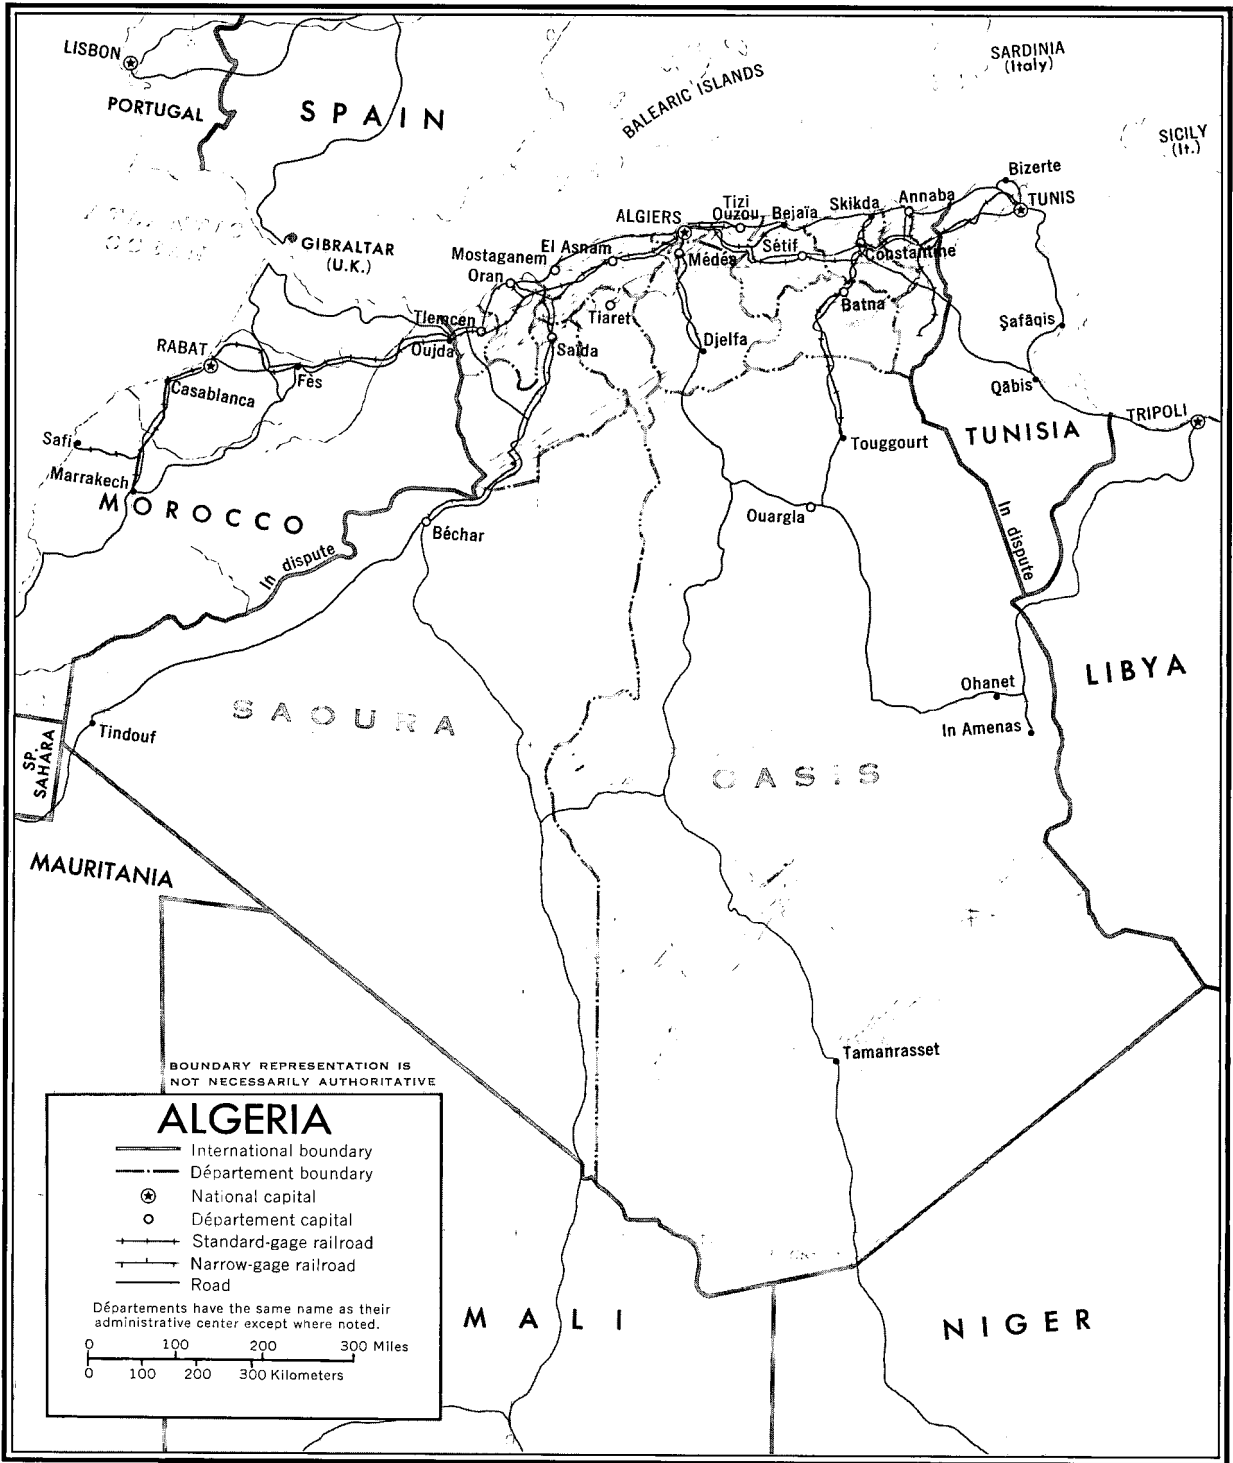 LISBON
PORTUGAL
SPAIN
BALEARIC ISLANDS
SARDINIA
(Italy)
SICILY
(It.)
ATLANTIC
OCEAN
GIBRALTAR
(U.K.)
Bizerte
TUNIS
Annaba
Skikda
Tizi
Ouzou
Bejaïa
ALGIERS
Sétif
Constantine
Médéa
El Asnam
Mostaganem
Oran
Tiaret
Batna
Tlemcen
Saïda
Djelfa
Şafāqis
Oujda
RABAT
Fès
Casablanca
Qābis
TRIPOLI
Safi
Touggourt
TUNISIA
Marrakech
MOROCCO
Ouargla
In dispute
Béchar
In dispute
LIBYA
Ohanet
In Amenas
SAOURA
Tindouf
SP.
SAHARA
OASIS
MAURITANIA
Tamanrasset
BOUNDARY REPRESENTATION IS
NOT NECESSARILY AUTHORITATIVE
ALGERIA
International boundary
Département boundary
National capital
Département capital
Standard-gage railroad
Narrow-gage railroad
Road
Départements have the same name as their
administrative center except where noted.
0 100 200 300 Miles
0 100 200 300 Kilometers
MALI
NIGER